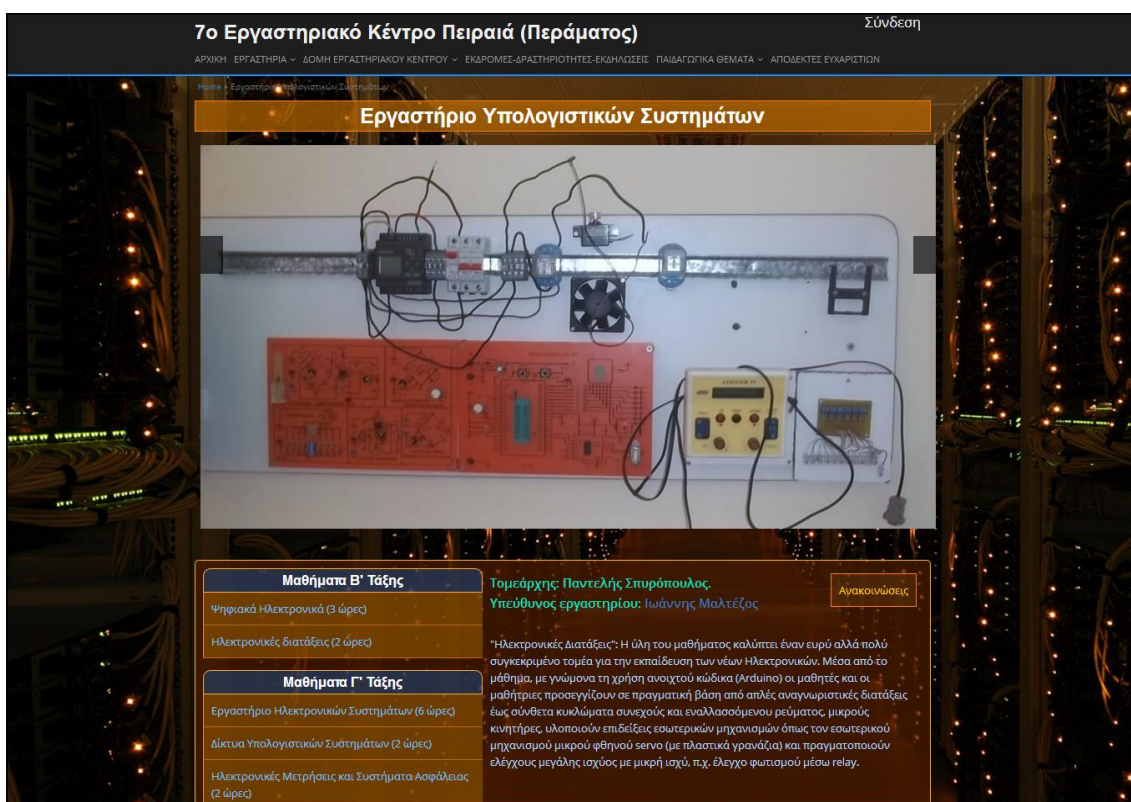 Σύνδεση
7ο Εργαστηριακό Κέντρο Πειραιά (Περάματος)
ΑΡΧΙΚΗ ΕΡΓΑΣΤΗΡΙΑ ΔΟΜΗ ΕΡΓΑΣΤΗΡΙΑΚΟΥ ΚΕΝΤΡΟΥ ΕΚΔΡΟΜΕΣ-ΔΡΑΣΤΗΡΙΟΤΗΤΕΣ-ΕΚΔΗΛΩΣΕΙΣ ΠΑΙΔΑΓΩΓΙΚΑ ΘΕΜΑΤΑ ΑΠΟΔΕΚΤΕΣ ΕΥΧΑΡΙΣΤΙΩΝ
Home » Εργαστήριο Υπολογιστικών Συστημάτων
Εργαστήριο Υπολογιστικών Συστημάτων
LOGGER IV
Μαθήματα Β' Τάξης
Ψηφιακά Ηλεκτρονικά (3 ώρες)
Ηλεκτρονικές διατάξεις (2 ώρες)
Μαθήματα Γ' Τάξης
Εργαστήριο Ηλεκτρονικών Συστημάτων (6 ώρες)
Δίκτυα Υπολογιστικών Συστημάτων (2 ώρες)
Ηλεκτρονικές Μετρήσεις και Συστήματα Ασφάλειας
(2 ώρες)
Τομεάρχης: Παντελής Σπυρόπουλος.
Υπεύθυνος εργαστηρίου: Ιωάννης Μαλτέζος
Ανακοινώσεις
"Ηλεκτρονικές Διατάξεις": Η ύλη του μαθήματος καλύπτει έναν ευρύ αλλά πολύ
συγκεκριμένο τομέα για την εκπαίδευση των νέων Ηλεκτρονικών. Μέσα από το
μάθημα, με γνώμονα τη χρήση ανοιχτού κώδικα (Arduino) οι μαθητές και οι
μαθήτριες προσεγγίζουν σε πραγματική βάση από απλές αναγνωριστικές διατάξεις
έως σύνθετα κυκλώματα συνεχούς και εναλλασσόμενου ρεύματος, μικρούς
κινητήρες, υλοποιούν επιδείξεις εσωτερικών μηχανισμών όπως τον εσωτερικού
μηχανισμού μικρού φθηνού servo (με πλαστικά γρανάζια) και πραγματοποιούν
ελέγχους μεγάλης ισχύος με μικρή ισχύ, π.χ. έλεγχο φωτισμού μέσω relay.